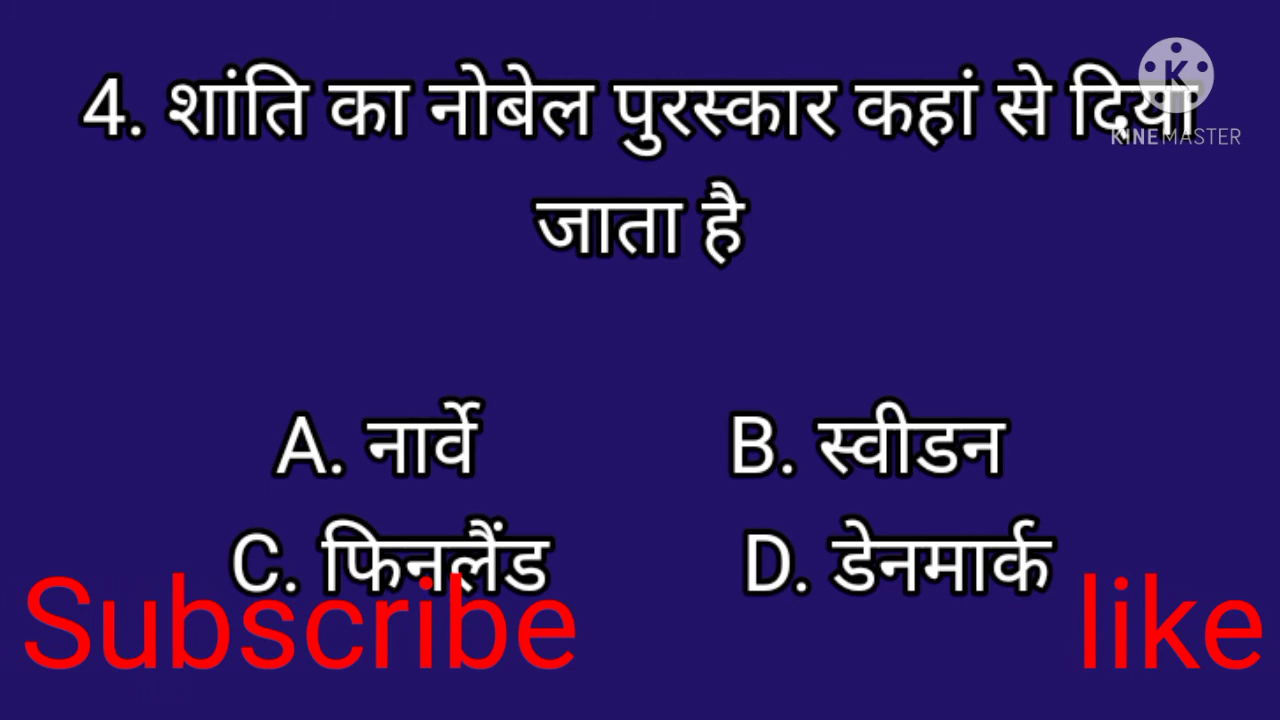 4. शांति का नोबेल पुरस्कार कहां से दिया
जाता है
K
KINEMASTER
A. नार्वे B. स्वीडन
C. फिनलैंड D. डेनमार्क
Subscribe like